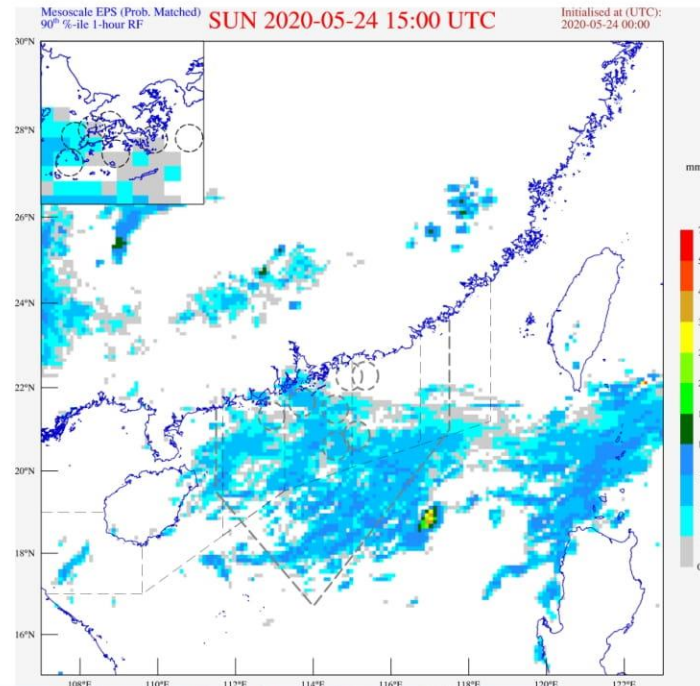 Mesoscale EPS (Prob. Matched)
90th %-ile 1-hour RF
SUN 2020-05-24 15:00 UTC
Initialised at (UTC):
2020-05-24 00:00
30°N
28°N
26°N
24°N
22°N
20°N
18°N
16°N
108°E
110°E
112°E
114°E
116°E
118°E
120°E
122°E